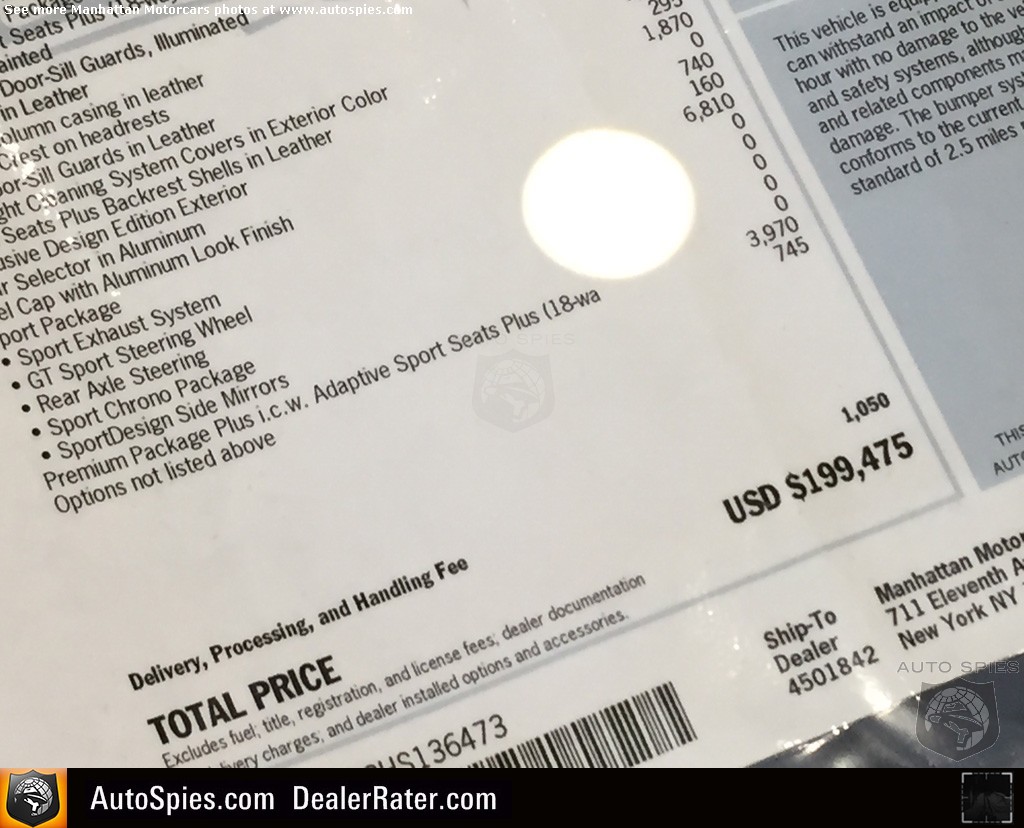 See more Manhattan Motorcars photos at www.autospies.com
t Seats Plus
ainted
Door-Sill Guards, Illuminated
in Leather
olumn casing in leather
Crest on headrests
or-Sill Guards in Leather
ght Cleaning System Covers in Exterior Color
Seats Plus Backrest Shells in Leather
usive Design Edition Exterior
r Selector in Aluminum
el Cap with Aluminum Look Finish
port Package
• Sport Exhaust System
• GT Sport Steering Wheel
• Rear Axle Steering
• Sport Chrono Package
• SportDesign Side Mirrors
Premium Package Plus i.c.w. Adaptive Sport Seats Plus (18-wa
Options not listed above
295
1,870
0
740
160
6,810
0
0
0
0
0
3,970
745
Delivery, Processing, and Handling Fee
1,050
TOTAL PRICE
USD $199,475
Excludes fuel; title, registration, and license fees; dealer documentation
livery charges; and dealer installed options and accessories.
HS136473
This vehicle is equip
can withstand an impact of
hour with no damage to the ve
and safety systems, although
and related components m
damage. The bumper sys
conforms to the current
standard of 2.5 miles
THIS
AUTO
Ship-To
Dealer
4501842
Manhattan Motor
711 Eleventh A
New York NY
AUTO SPIES
AUTO SPIES
AutoSpies.com DealerRater.com